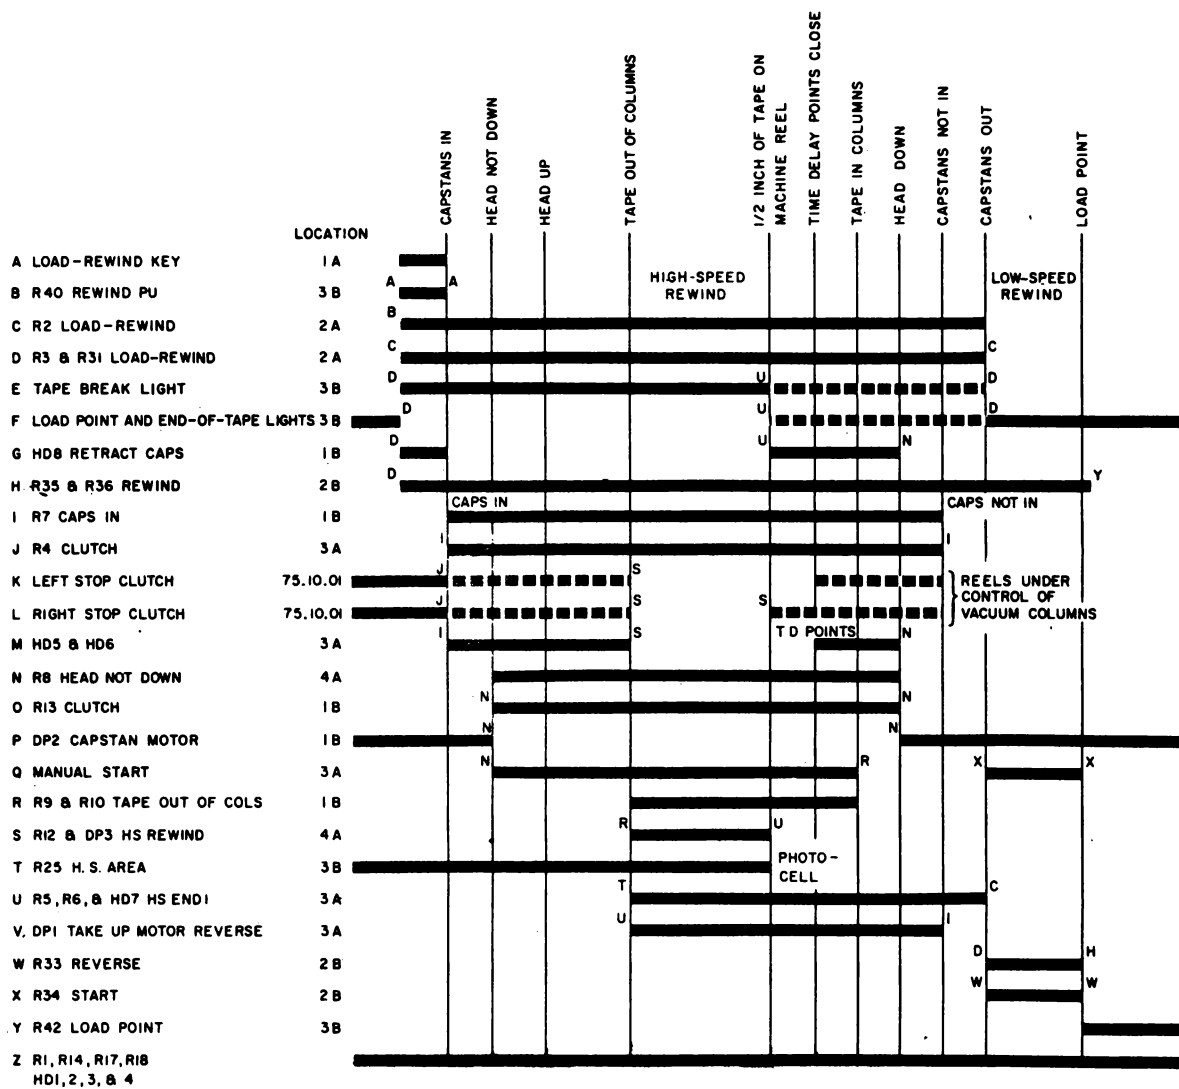 CAPSTANS IN
HEAD NOT DOWN
HEAD UP
TAPE OUT OF COLUMNS
1/2 INCH OF TAPE ON
MACHINE REEL
TIME DELAY POINTS CLOSE
TAPE IN COLUMNS
HEAD DOWN
CAPSTANS NOT IN
CAPSTANS OUT
LOAD POINT
LOCATION
HIGH-SPEED
REWIND
LOW-SPEED
REWIND
A LOAD-REWIND KEY 1A
A A
B R40 REWIND PU 3B
B
C R2 LOAD-REWIND 2A
C C
D R3 & R31 LOAD-REWIND 2A
D U D
E TAPE BREAK LIGHT 3B
D U D
F LOAD POINT AND END-OF-TAPE LIGHTS 3B
D U N
G HD8 RETRACT CAPS 1B
D Y
H R35 & R36 REWIND 2B
CAPS IN CAPS NOT IN
I R7 CAPS IN 1B
I I
J R4 CLUTCH 3A
J S
K LEFT STOP CLUTCH 75.10.01
J S S
L RIGHT STOP CLUTCH 75.10.01
REELS UNDER
CONTROL OF
VACUUM COLUMNS
I S T D POINTS N
M HD5 & HD6 3A
N R8 HEAD NOT DOWN 4A
N N
O R13 CLUTCH 1B
N N
P DP2 CAPSTAN MOTOR 1B
N R X X
Q MANUAL START 3A
R R9 & R10 TAPE OUT OF COLS 1B
R U
S R12 & DP3 HS REWIND 4A
T R25 H.S. AREA 3B
PHOTO-
CELL
T C
U R5, R6, & HD7 HS END1 3A
U I
V. DP1 TAKE UP MOTOR REVERSE 3A
D H
W R33 REVERSE 2B
W W
X R34 START 2B
Y R42 LOAD POINT 3B
Z R1, R14, R17, R18
HD1, 2, 3, & 4